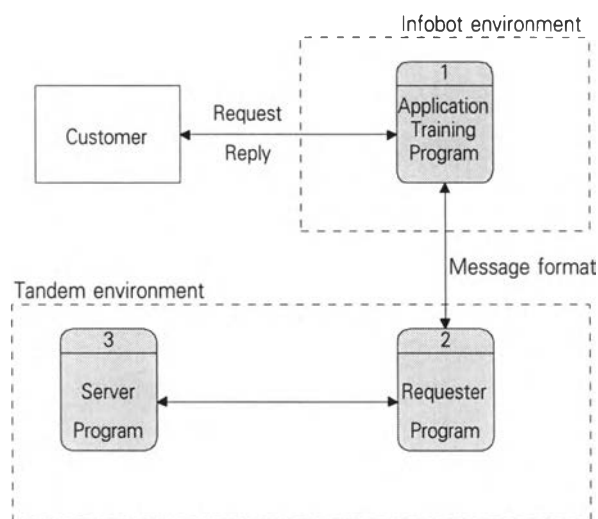 Infobot environment
1
Application
Training
Program
Customer
Request
Reply
Message format
Tandem environment
3
Server
Program
2
Requester
Program